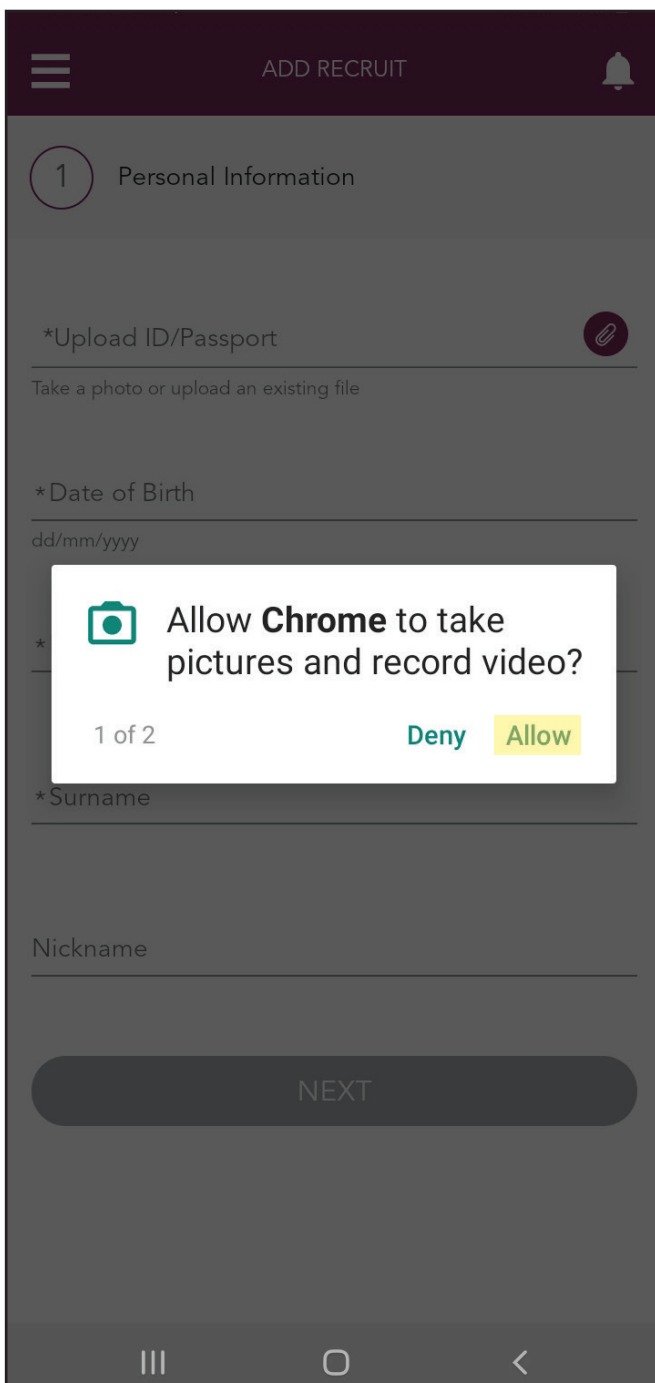 ADD RECRUIT
1 Personal Information
*Upload ID/Passport
Take a photo or upload an existing file
*Date of Birth
dd/mm/yyyy
Allow Chrome to take
pictures and record video?
1 of 2 Deny Allow
*
*Surname
Nickname
NEXT